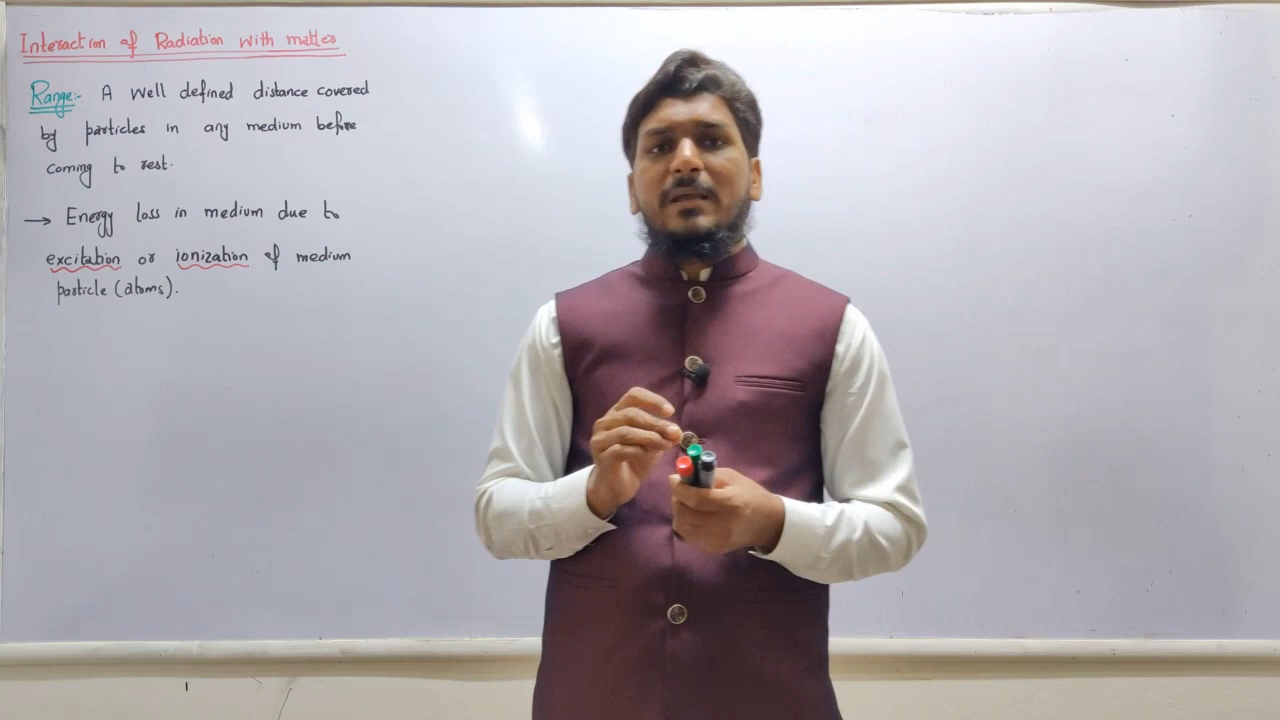 Interaction of Radiation with matter
Range:- A well defined distance covered
by particles in any medium before
coming to rest.
→ Energy loss in medium due to
excitation or ionization of medium
particle (atoms).